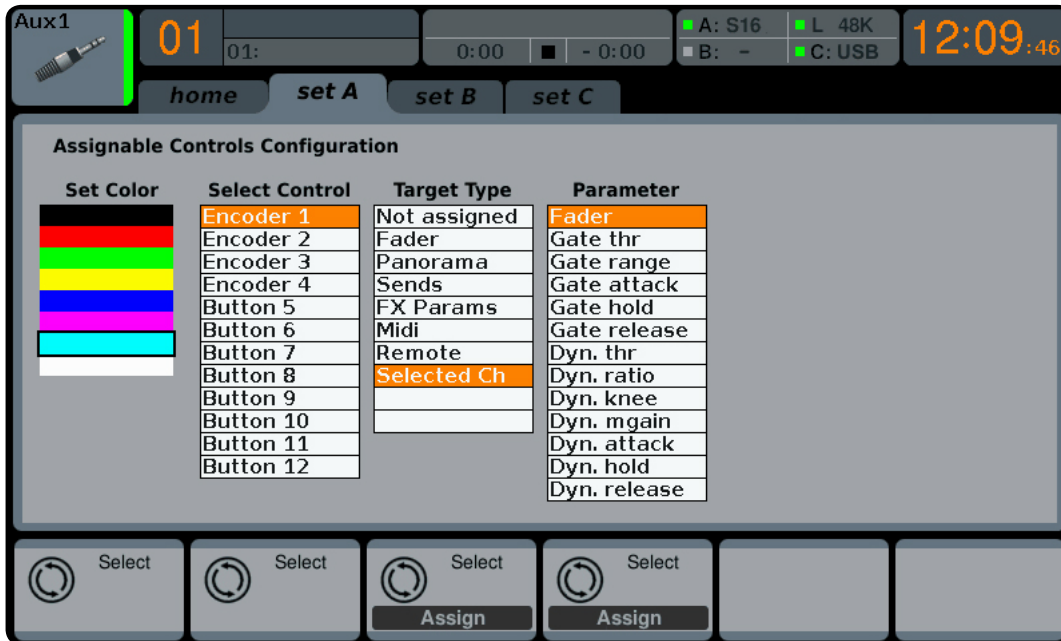 Aux1
01
01:
0:00
- 0:00
A: S16
L 48K
B: -
C: USB
12:09:46
home
set A
set B
set C
Assignable Controls Configuration
Set Color
Select Control
Encoder 1
Encoder 2
Encoder 3
Encoder 4
Button 5
Button 6
Button 7
Button 8
Button 9
Button 10
Button 11
Button 12
Target Type
Not assigned
Fader
Panorama
Sends
FX Params
Midi
Remote
Selected Ch
Parameter
Fader
Gate thr
Gate range
Gate attack
Gate hold
Gate release
Dyn. thr
Dyn. ratio
Dyn. knee
Dyn. mgain
Dyn. attack
Dyn. hold
Dyn. release
Select
Select
Select
Assign
Select
Assign